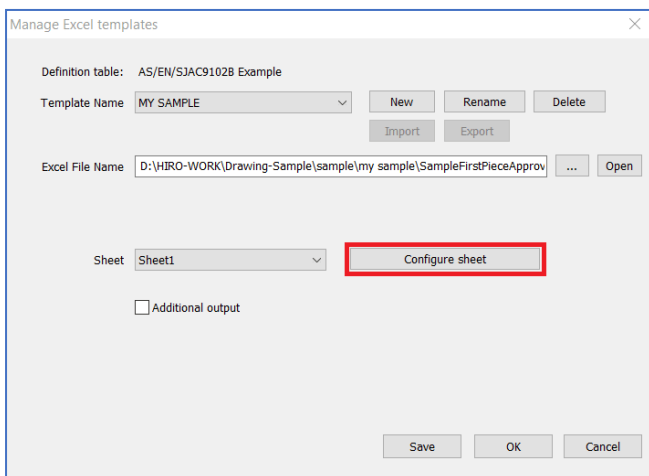 Manage Excel templates
Definition table: AS/EN/SJAC9102B Example
Template Name MY SAMPLE New Rename Delete
Import Export
Excel File Name D:\HIRO-WORK\Drawing-Sample\sample\my sample\SampleFirstPieceApprov ... Open
Sheet Sheet1 Configure sheet
Additional output
Save OK Cancel